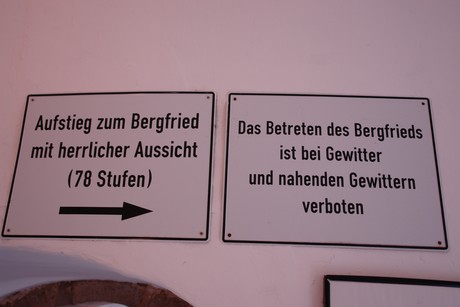 Aufstieg zum Bergfried
mit herrlicher Aussicht
(78 Stufen)
Das Betreten des Bergfrieds
ist bei Gewitter
und nahenden Gewittern
verboten